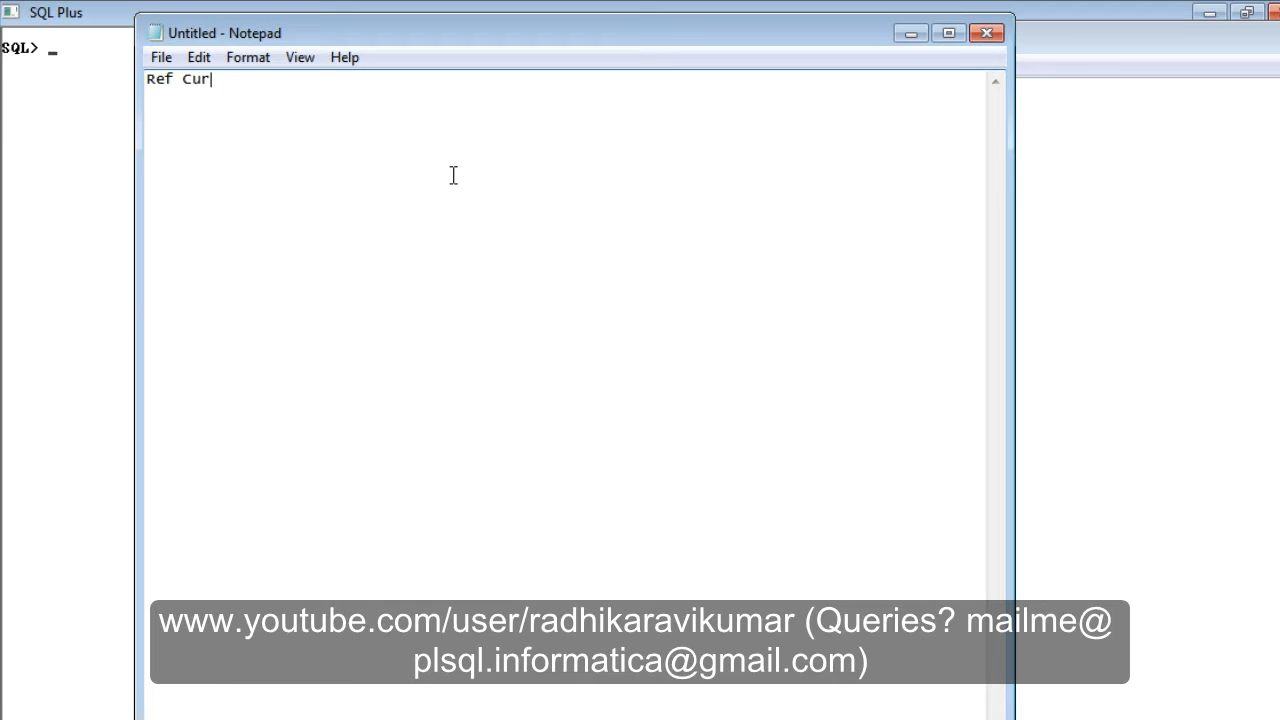 SQL Plus
SQL>
Untitled - Notepad
File Edit Format View Help
Ref Cur
www.youtube.com/user/radhikaravikumar (Queries? mailme@
plsql.informatica@gmail.com)